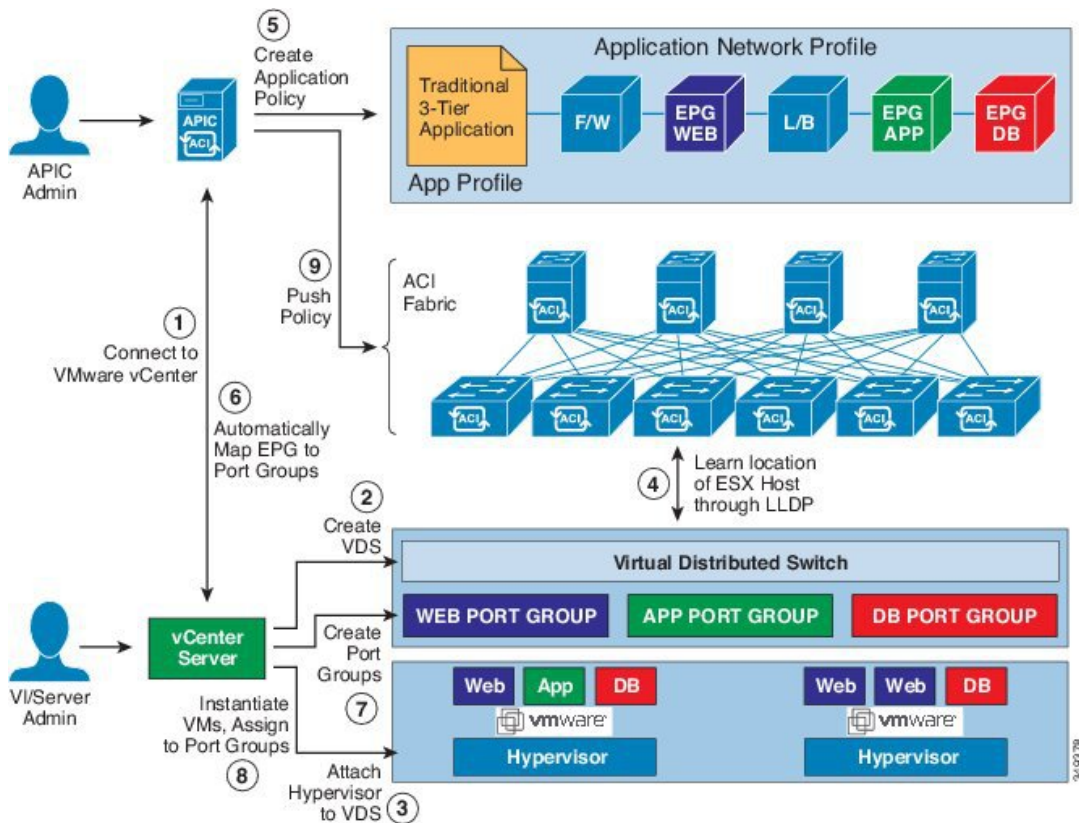 5
Create
Application
Policy
Application Network Profile
Traditional
3-Tier
Application
App Profile
F/W
EPG
WEB
L/B
EPG
APP
EPG
DB
APIC
ACI
APIC
Admin
9
Push
Policy
ACI
Fabric
ACI
ACI
ACI
ACI
ACI
ACI
ACI
ACI
ACI
ACI
1
Connect to
VMware vCenter
6
Automatically
Map EPG to
Port Groups
4
Learn location
of ESX Host
through LLDP
2
Create
VDS
Virtual Distributed Switch
WEB PORT GROUP
APP PORT GROUP
DB PORT GROUP
vCenter
Server
VI/Server
Admin
Create
Port
Groups
7
Instantiate
VMs, Assign
to Port Groups
8
Attach
Hypervisor
to VDS
3
Web
App
DB
vmware
Hypervisor
Web
Web
DB
vmware
Hypervisor
349378